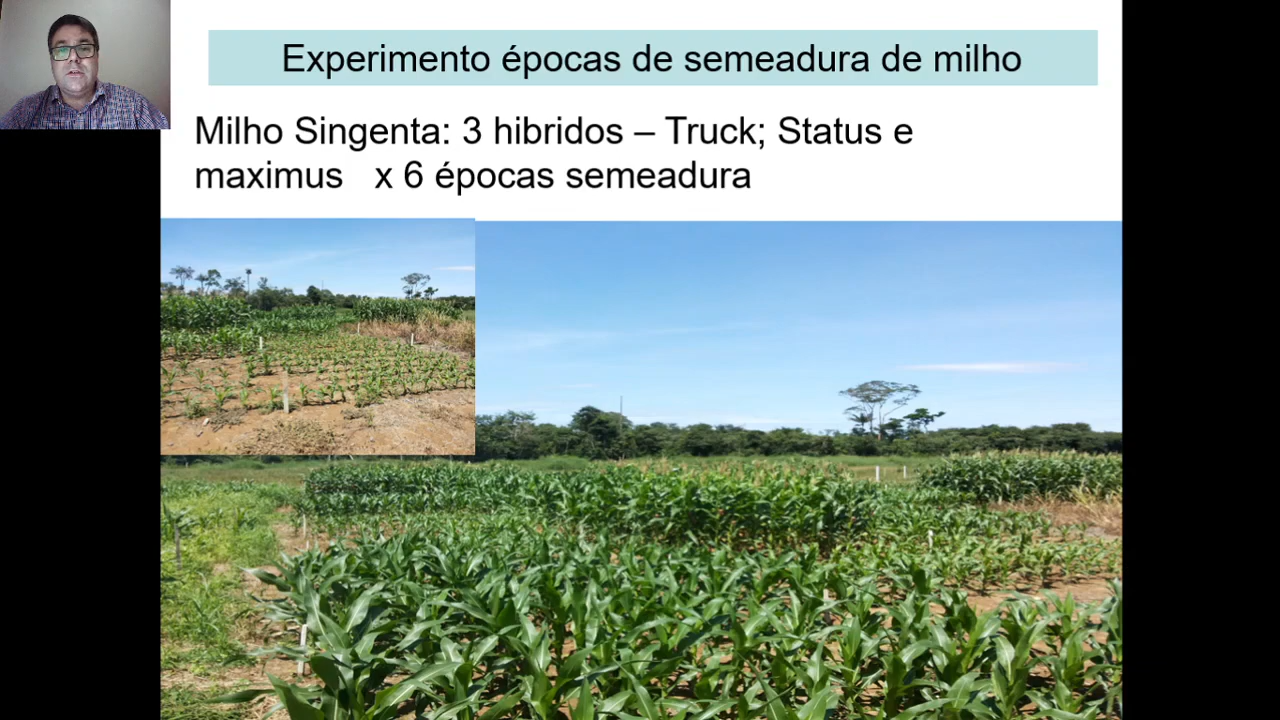 Experimento épocas de semeadura de milho
Milho Singenta: 3 hibridos – Truck; Status e
maximus x 6 épocas semeadura